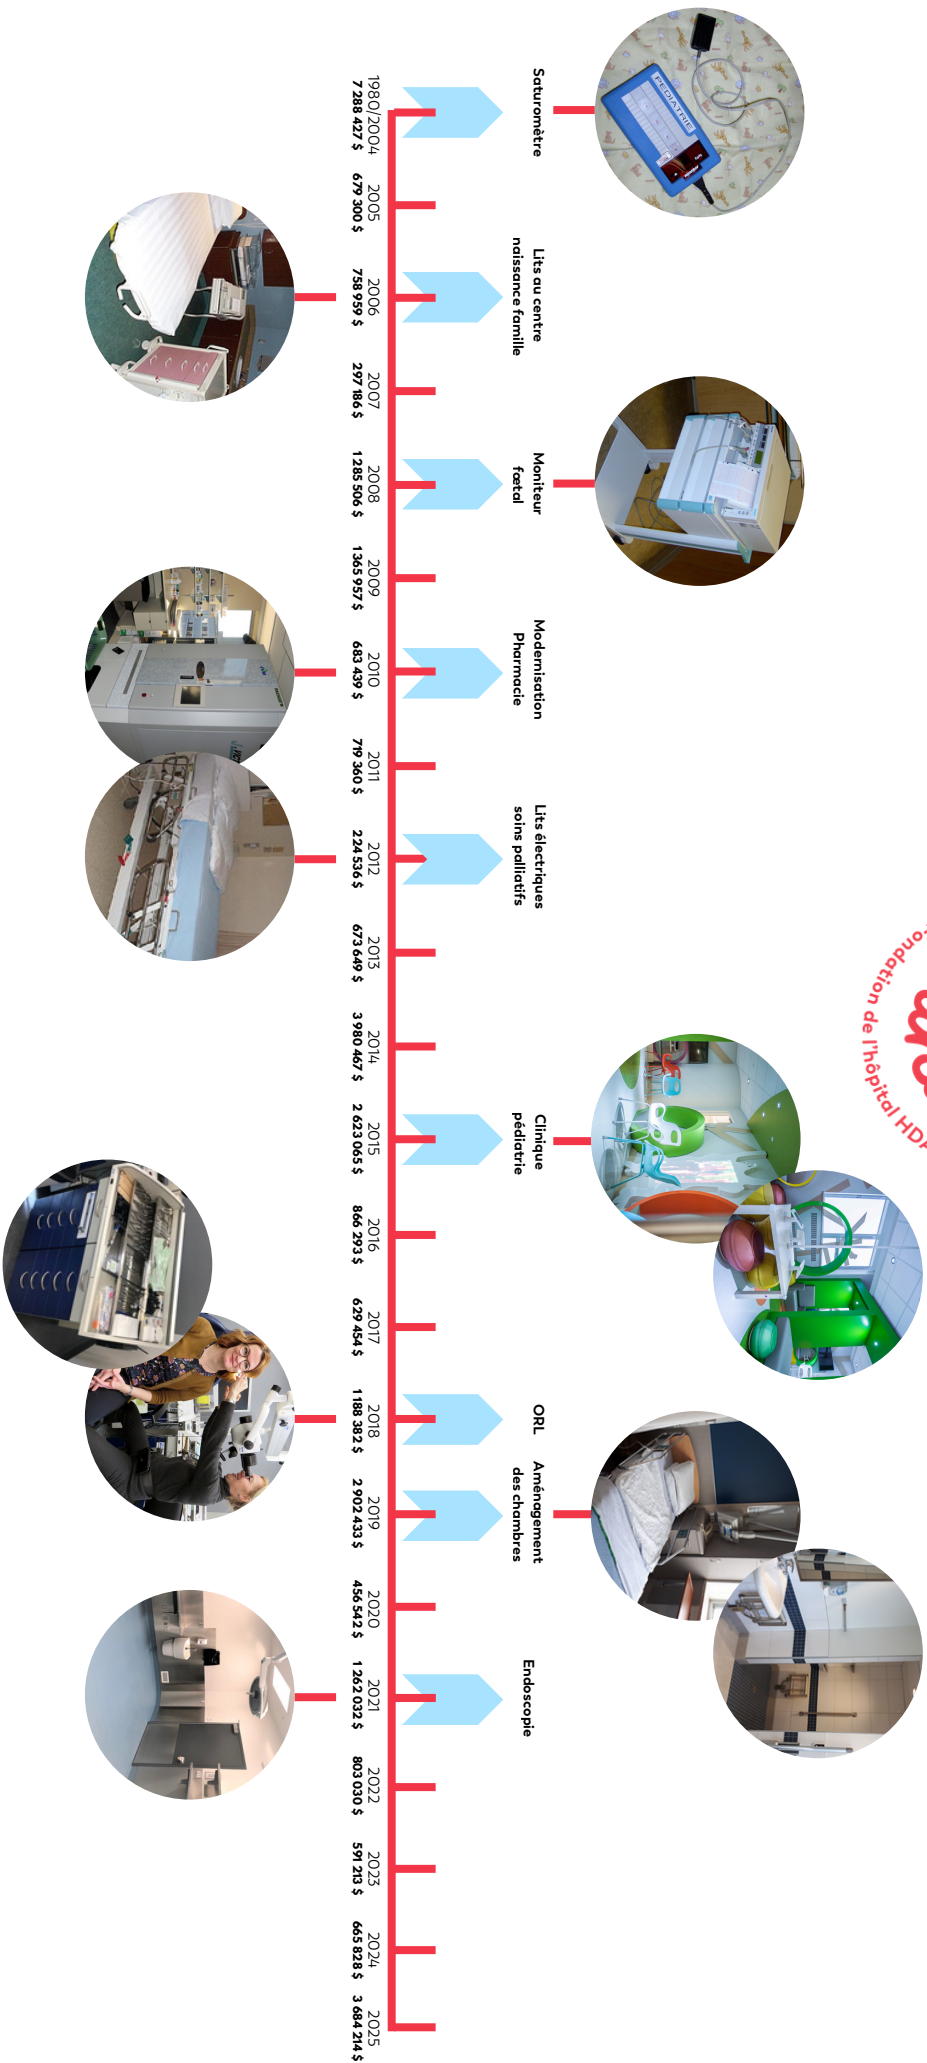 Fondation de l'hôpital HDA
Saturomètre
Lits au centre
naissance famille
Moniteur
fœtal
Modernisation
Pharmacie
Lits électriques
soins palliatifs
Clinique
pédiatrie
ORL
Aménagement
des chambres
Endoscopie
PEDIATRIE
1980/2004
7 288 427 $
2005
679 300 $
2006
758 959 $
2007
297 186 $
2008
1 285 506 $
2009
1 365 957 $
2010
683 439 $
2011
719 360 $
2012
224 536 $
2013
673 649 $
2014
3 980 467 $
2015
2 623 065 $
2016
866 293 $
2017
629 454 $
2018
1 188 382 $
2019
2 902 433 $
2020
456 542 $
2021
1 262 032 $
2022
803 030 $
2023
591 213 $
2024
665 828 $
2025
3 684 214 $